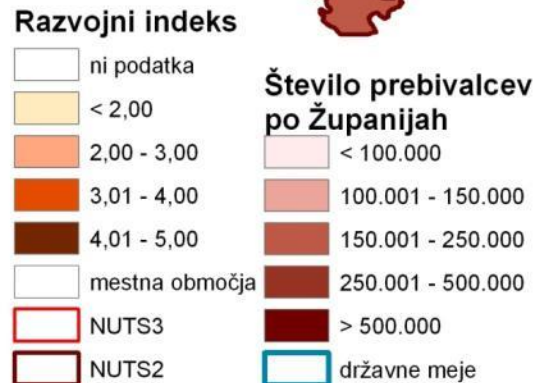 Razvojni indeks
ni podatka
< 2,00
2,00 - 3,00
3,01 - 4,00
4,01 - 5,00
mestna območja
NUTS3
NUTS2
Število prebivalcev
po Županijah
< 100.000
100.001 - 150.000
150.001 - 250.000
250.001 - 500.000
> 500.000
državne meje